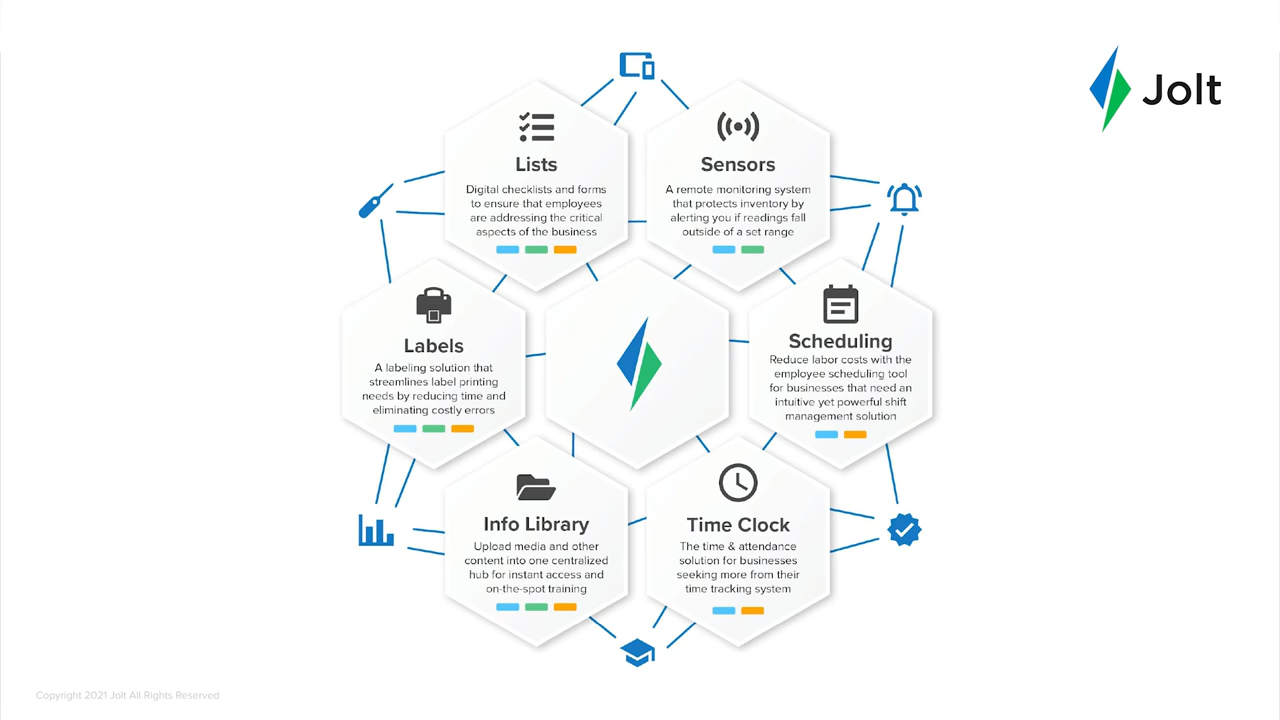 Jolt
Lists
Digital checklists and forms
to ensure that employees
are addressing the critical
aspects of the business
Sensors
A remote monitoring system
that protects inventory by
alerting you if readings fall
outside of a set range
Labels
A labeling solution that
streamlines label printing
needs by reducing time and
eliminating costly errors
Scheduling
Reduce labor costs with the
employee scheduling tool
for businesses that need an
intuitive yet powerful shift
management solution
Info Library
Upload media and other
content into one centralized
hub for instant access and
on-the-spot training
Time Clock
The time & attendance
solution for businesses
seeking more from their
time tracking system
Copyright 2021 Jolt All Rights Reserved